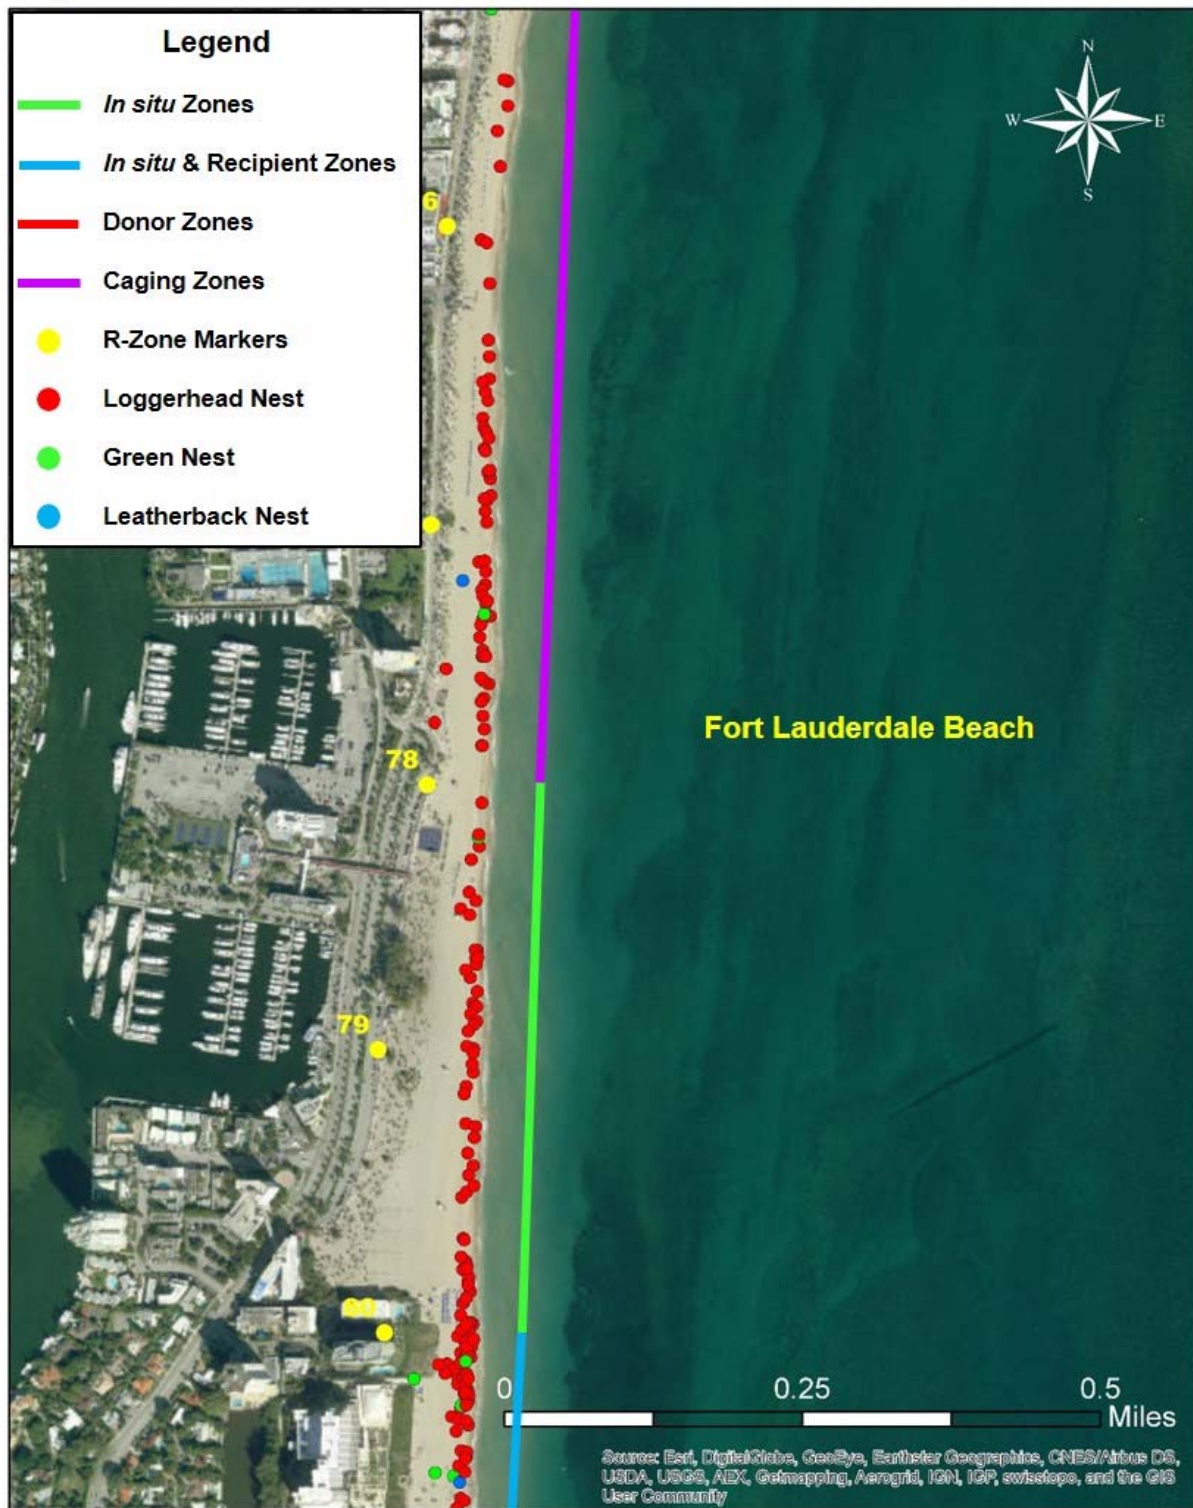 Legend
In situ Zones
In situ & Recipient Zones
Donor Zones
Caging Zones
R-Zone Markers
Loggerhead Nest
Green Nest
Leatherback Nest
N
W E
S
6
Fort Lauderdale Beach
78
79
80
0 0.25 0.5
Miles
Source: Esri, DigitalGlobe, GeoEye, Earthstar Geographics, CNES/Airbus DS,
USDA, USGS, AEX, Getmapping, Aerogrid, IGN, IGP, swisstopo, and the GIS
User Community